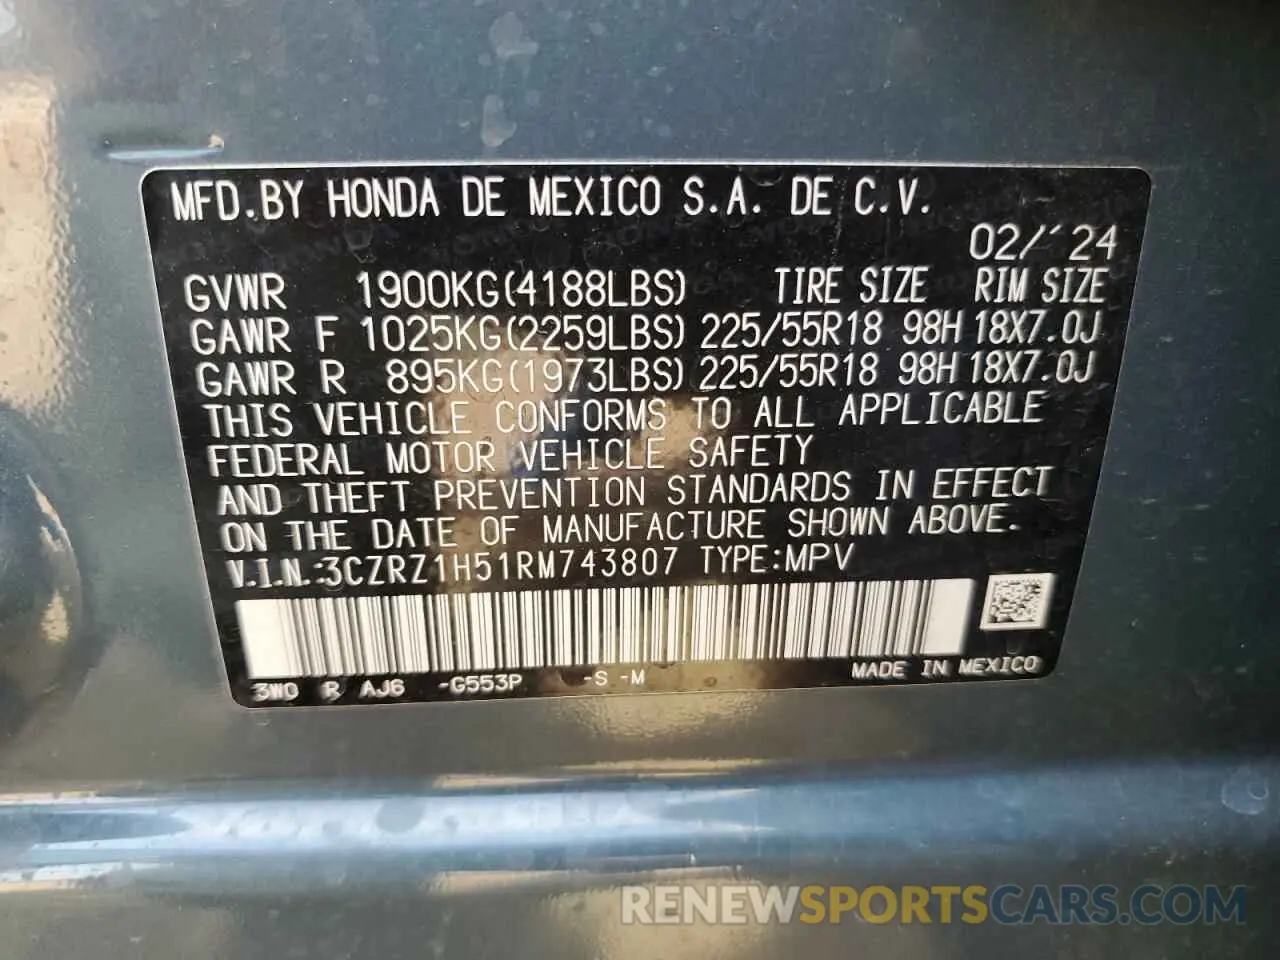 MFD.BY HONDA DE MEXICO S.A. DE C.V.
02/'24
GVWR 1900KG(4188LBS) TIRE SIZE RIM SIZE
GAWR F 1025KG(2259LBS) 225/55R18 98H 18X7.0J
GAWR R 895KG(1973LBS) 225/55R18 98H 18X7.0J
THIS VEHICLE CONFORMS TO ALL APPLICABLE
FEDERAL MOTOR VEHICLE SAFETY
AND THEFT PREVENTION STANDARDS IN EFFECT
ON THE DATE OF MANUFACTURE SHOWN ABOVE.
V.I.N.:3CZRZ1H51RM743807 TYPE:MPV
3W0 R AJ6 -G553P -S -M MADE IN MEXICO
RENEWSPORTSCARS.COM